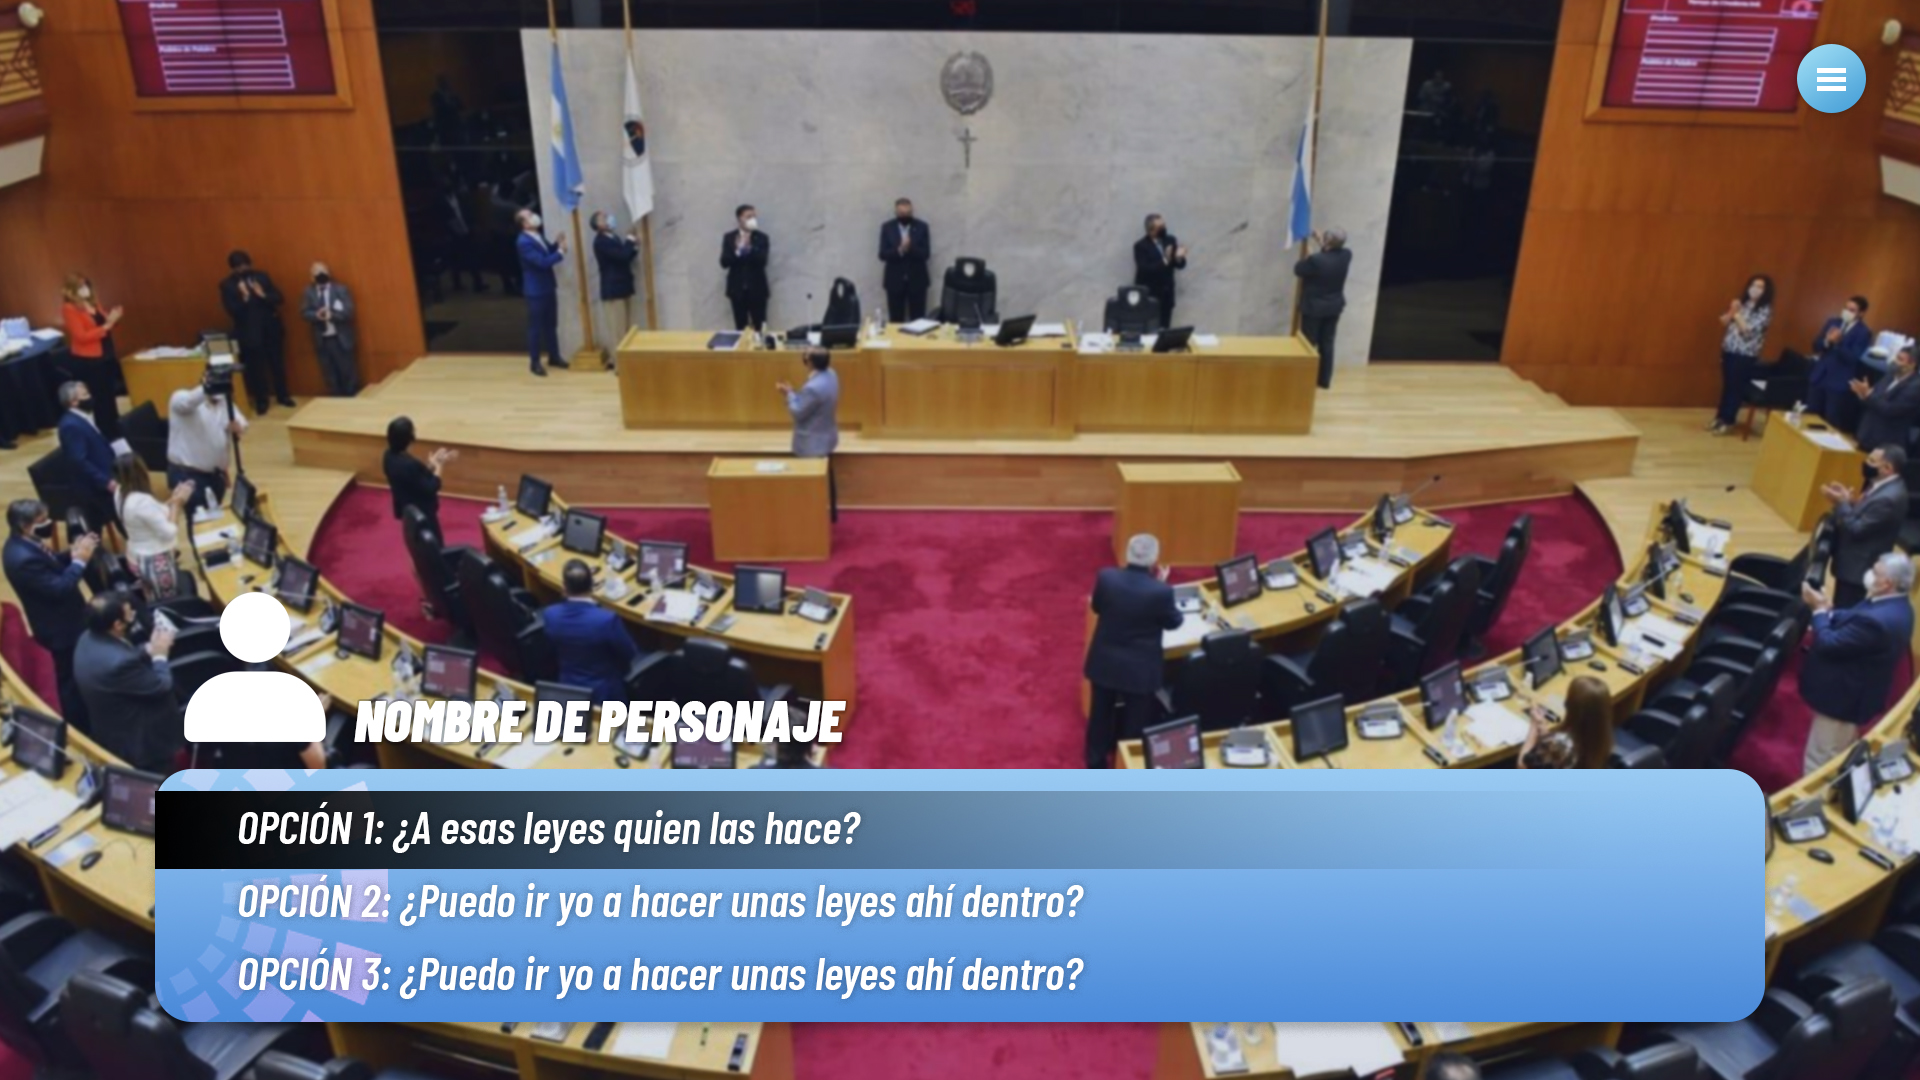 NOMBRE DE PERSONAJE
OPCIÓN 1: ¿A esas leyes quien las hace?
OPCIÓN 2: ¿Puedo ir yo a hacer unas leyes ahí dentro?
OPCIÓN 3: ¿Puedo ir yo a hacer unas leyes ahí dentro?